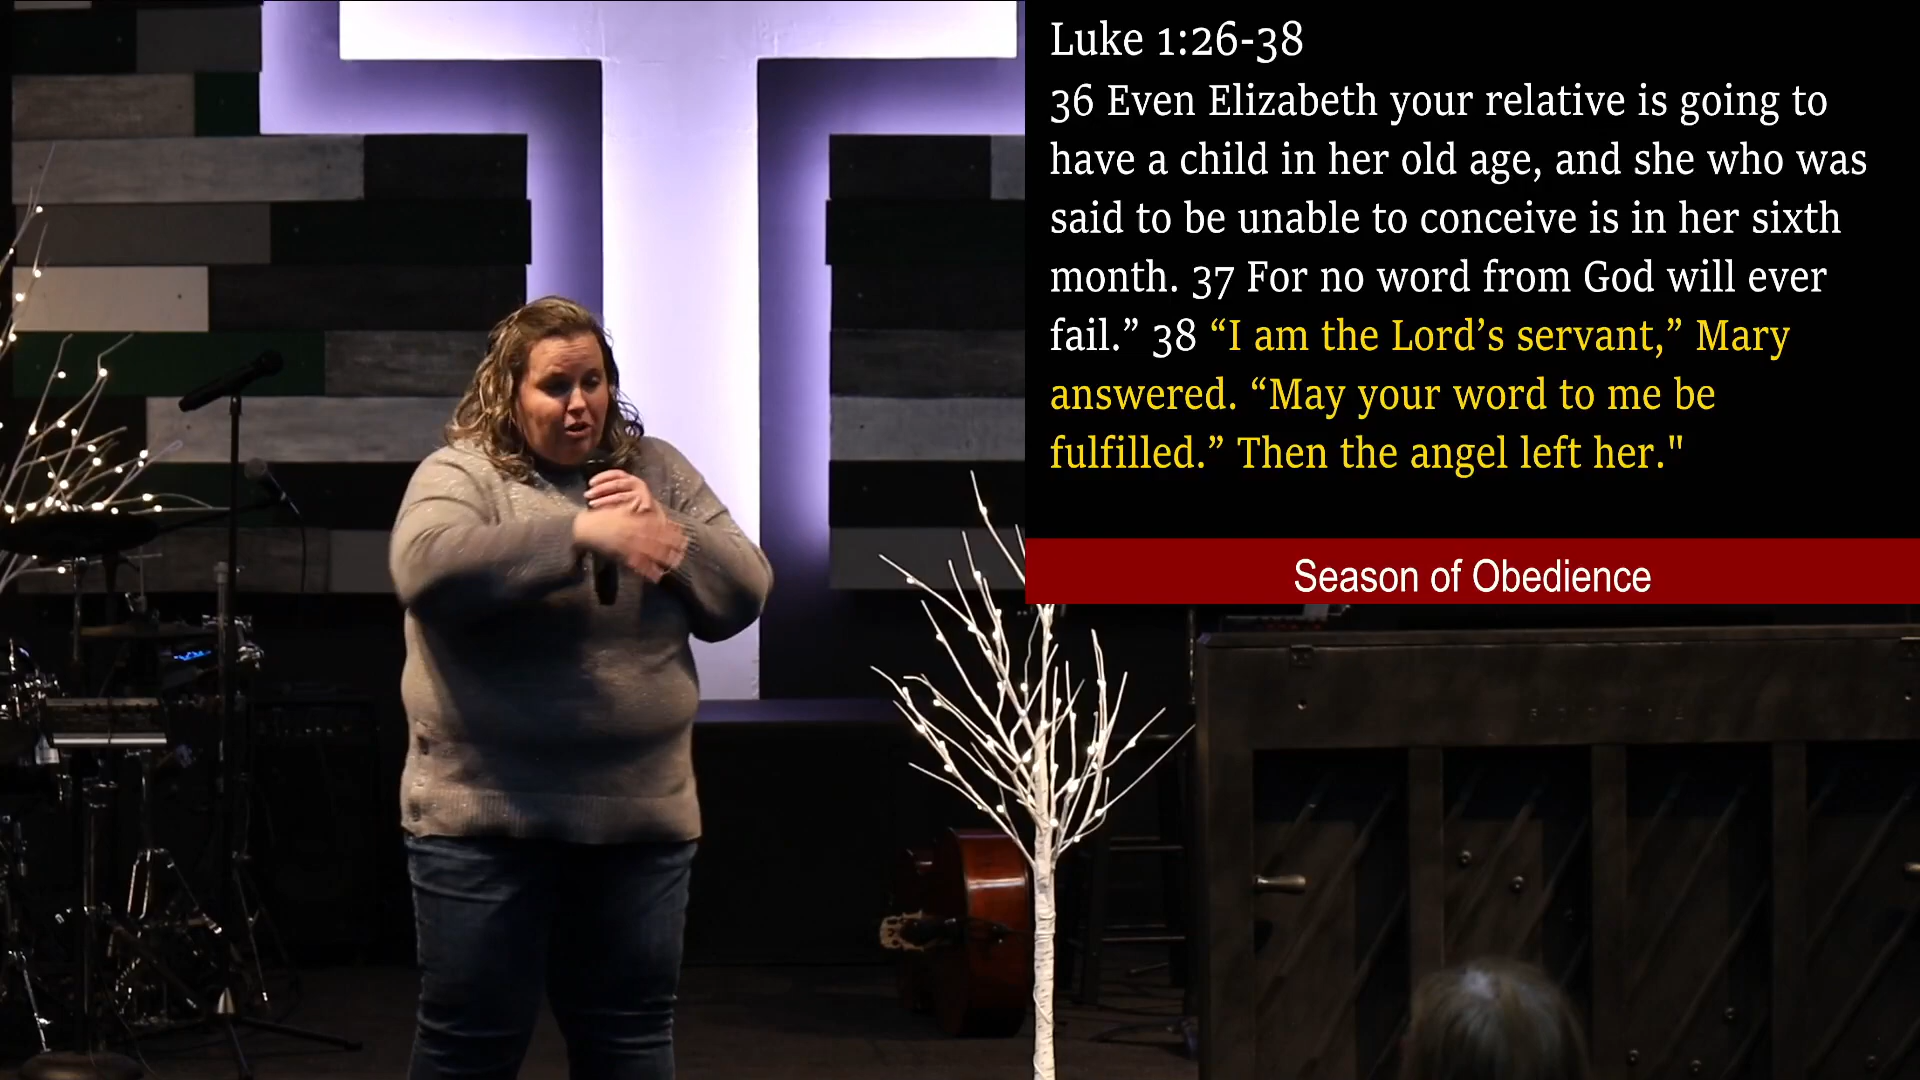 Luke 1:26-38
36 Even Elizabeth your relative is going to
have a child in her old age, and she who was
said to be unable to conceive is in her sixth
month. 37 For no word from God will ever
fail.” 38 “I am the Lord’s servant,” Mary
answered. “May your word to me be
fulfilled.” Then the angel left her."
Season of Obedience